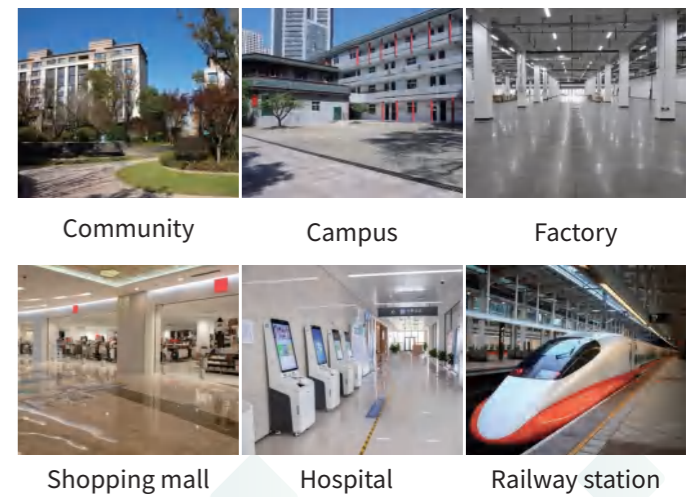 Community
Campus
Factory
Shopping mall
Hospital
Railway station